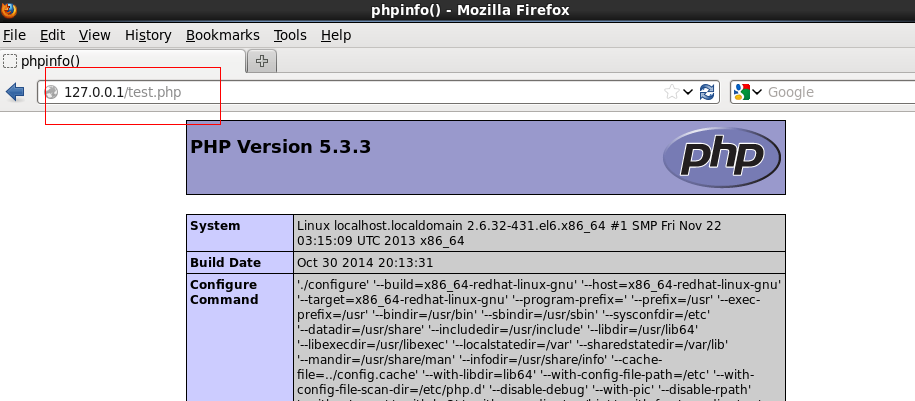 phpinfo() - Mozilla Firefox
File Edit View History Bookmarks Tools Help
phpinfo()
127.0.0.1/test.php Google
PHP Version 5.3.3
php
System Linux localhost.localdomain 2.6.32-431.el6.x86_64 #1 SMP Fri Nov 22
03:15:09 UTC 2013 x86_64
Build Date Oct 30 2014 20:13:31
Configure './configure' '--build=x86_64-redhat-linux-gnu' '--host=x86_64-redhat-linux-gnu'
Command '--target=x86_64-redhat-linux-gnu' '--program-prefix=' '--prefix=/usr' '--exec-
prefix=/usr' '--bindir=/usr/bin' '--sbindir=/usr/sbin' '--sysconfdir=/etc'
'--datadir=/usr/share' '--includedir=/usr/include' '--libdir=/usr/lib64'
'--libexecdir=/usr/libexec' '--localstatedir=/var' '--sharedstatedir=/var/lib'
'--mandir=/usr/share/man' '--infodir=/usr/share/info' '--cache-
file=../config.cache' '--with-libdir=lib64' '--with-config-file-path=/etc' '--with-
config-file-scan-dir=/etc/php.d' '--disable-debug' '--with-pic' '--disable-rpath'